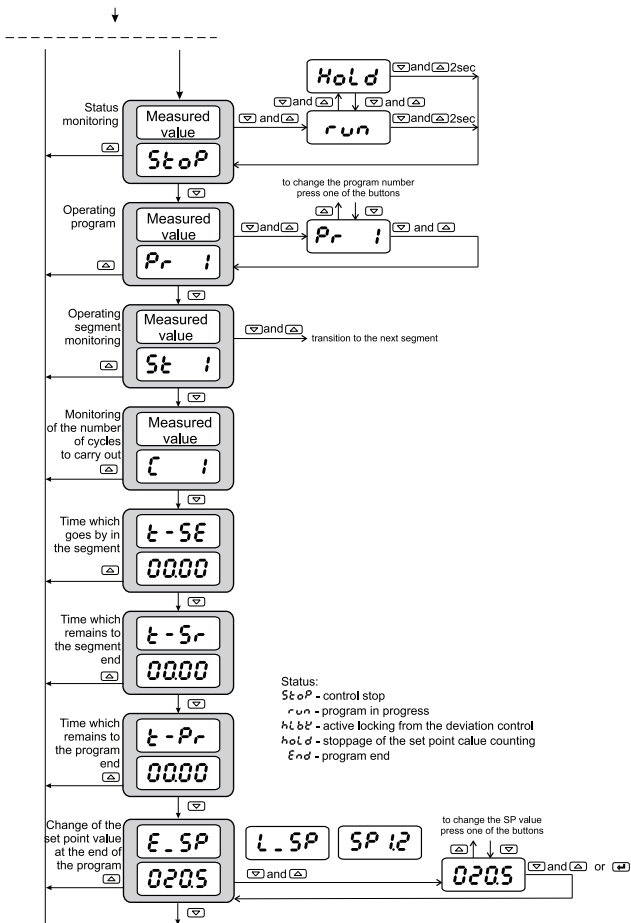 HoLd
and 2sec
and
and
Status
monitoring
Measured
value
StoP
and
run
and 2sec
to change the program number
press one of the buttons
Operating
program
Measured
value
Pr 1
and
Pr 1
and
Operating
segment
monitoring
Measured
value
St 1
and
transition to the next segment
Monitoring
of the number
of cycles
to carry out
Measured
value
C 1
Time which
goes by in
the segment
t-SE
00.00
Time which
remains to
the segment
end
t-Sr
00.00
Status:
StoP - control stop
run - program in progress
hLbk - active locking from the deviation control
hoLd - stoppage of the set point calue counting
End - program end
Time which
remains to
the program
end
t-Pr
00.00
Change of the
set point value
at the end of
the program
E_SP
020.5
L_SP
SP 1.2
and
to change the SP value
press one of the buttons
020.5
and or